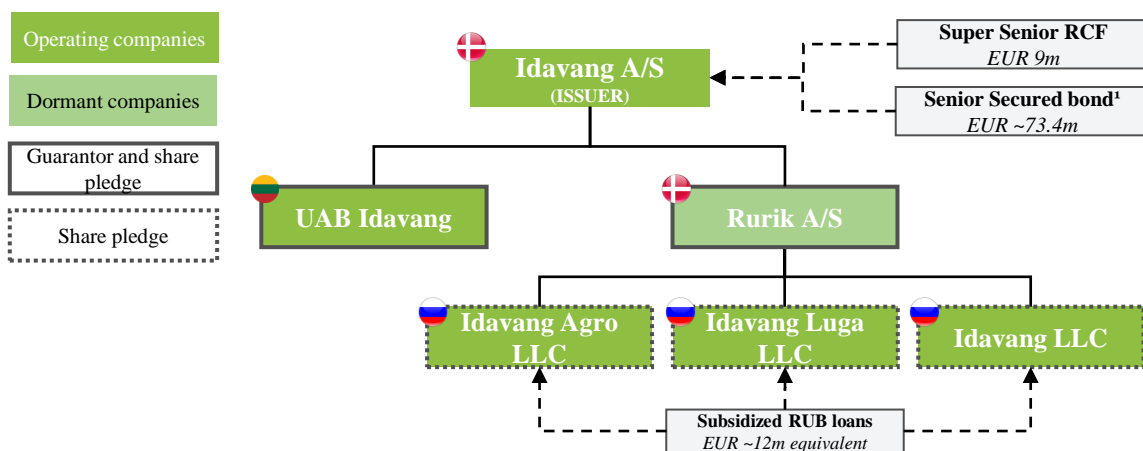 Operating companies
Dormant companies
Guarantor and share
pledge
Share pledge
Idavang A/S
(ISSUER)
Super Senior RCF
EUR 9m
Senior Secured bond¹
EUR ~73.4m
UAB Idavang
Rurik A/S
Idavang Agro
LLC
Idavang Luga
LLC
Idavang LLC
Subsidized RUB loans
EUR ~12m equivalent